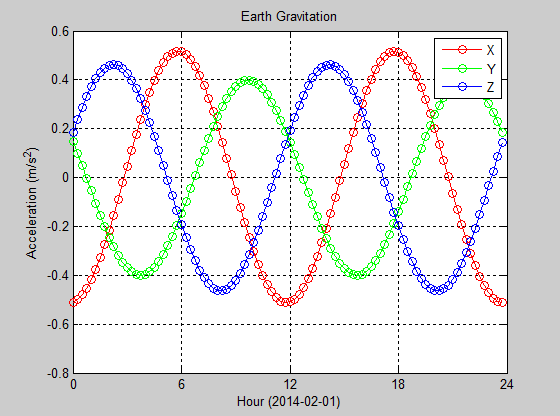 Earth Gravitation
0.6
0.4
0.2
0
-0.2
-0.4
-0.6
-0.8
Acceleration (m/s²)
X
Y
Z
0 6 12 18 24
Hour (2014-02-01)